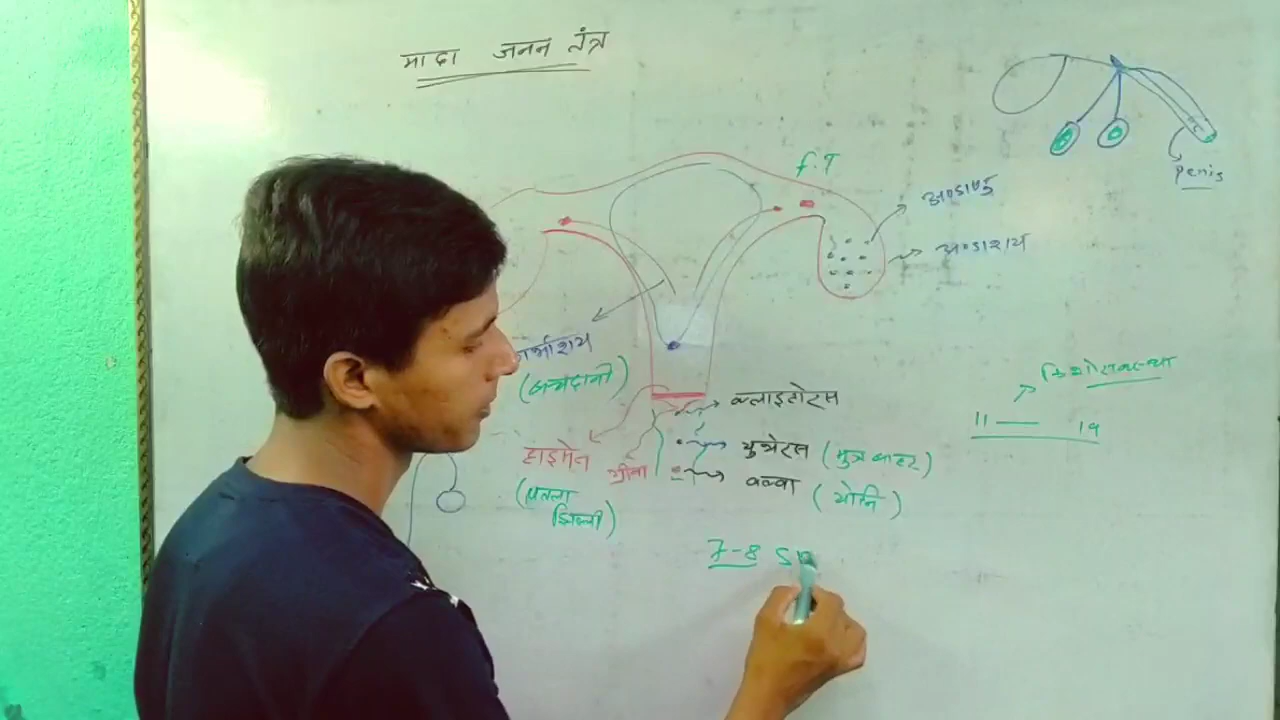 मादा जनन तंत्र
f.T
Penis
अण्डाणु
अण्डाशय
गर्भाशय
(बच्चेदानी)
किशोरावस्था
11 — 19
क्लाइटोरस
हाइमेन
ग्रीवा
युत्रेरस (मुत्र बाहर)
वल्वा (योनि)
(पतला
झिल्ली)
7-8